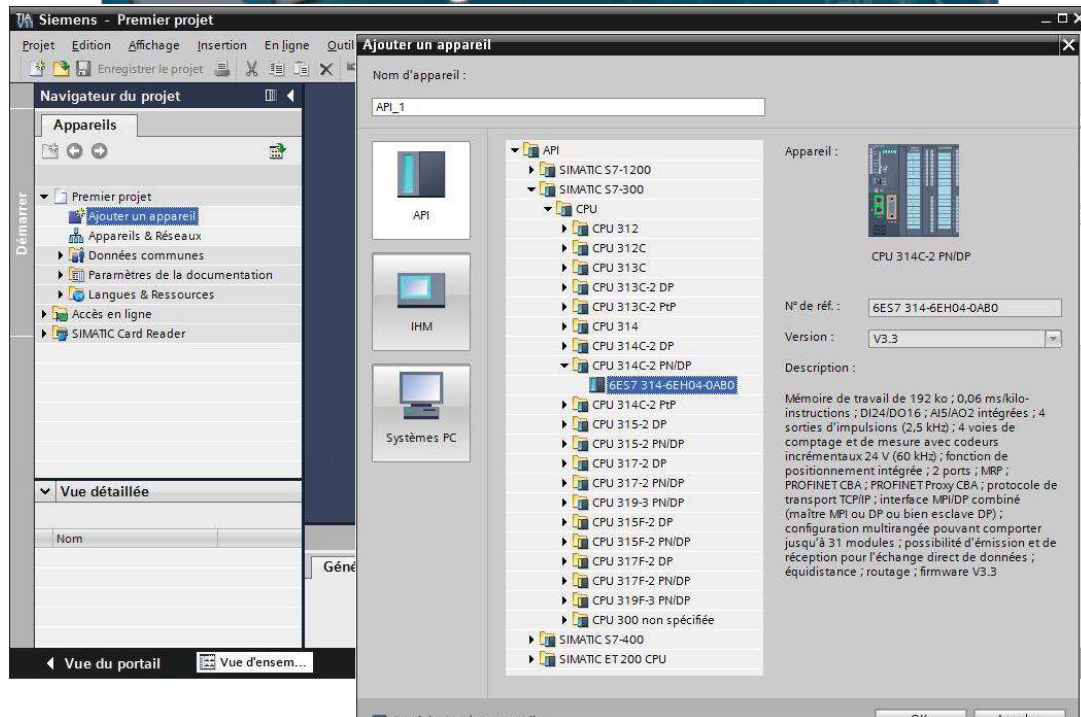 Siemens - Premier projet
Projet Edition Affichage Insertion En ligne
Enregistrer le projet
Navigateur du projet
Appareils
Démarrer
Premier projet
Ajouter un appareil
Appareils & Réseaux
Données communes
Paramètres de la documentation
Langues & Ressources
Accès en ligne
SIMATIC Card Reader
Vue détaillée
Nom
Vue du portail
Vue d'ensem...
Ajouter un appareil
Nom d'appareil :
API_1
API
IHM
Systèmes PC
API
SIMATIC S7-1200
SIMATIC S7-300
CPU
CPU 312
CPU 312C
CPU 313C
CPU 313C-2 DP
CPU 313C-2 PtP
CPU 314
CPU 314C-2 DP
CPU 314C-2 PN/DP
6ES7 314-6EH04-0AB0
CPU 314C-2 PtP
CPU 315-2 DP
CPU 315-2 PN/DP
CPU 317-2 DP
CPU 317-2 PN/DP
CPU 319-3 PN/DP
CPU 315F-2 DP
CPU 315F-2 PN/DP
CPU 317F-2 DP
CPU 317F-2 PN/DP
CPU 319F-3 PN/DP
CPU 300 non spécifiée
SIMATIC S7-400
SIMATIC ET 200 CPU
Appareil :
CPU 314C-2 PN/DP
N° de réf. :
6ES7 314-6EH04-0AB0
Version :
V3.3
Description :
Mémoire de travail de 192 ko ; 0,06 ms/kilo-
instructions ; DI24/DO16 ; AI5/AO2 intégrées ; 4
sorties d'impulsions (2,5 kHz) ; 4 voies de
comptage et de mesure avec codeurs
incrémentaux 24 V (60 kHz) ; fonction de
positionnement intégrée ; 2 ports ; MRP ;
PROFINET CBA ; PROFINET Proxy CBA ; protocole de
transport TCP/IP ; interface MPI/DP combiné
(maître MPI ou DP ou bien esclave DP) ;
configuration multirangée pouvant comporter
jusqu'à 31 modules ; possibilité d'émission et de
réception pour l'échange direct de données ;
équidistance ; routage ; firmware V3.3